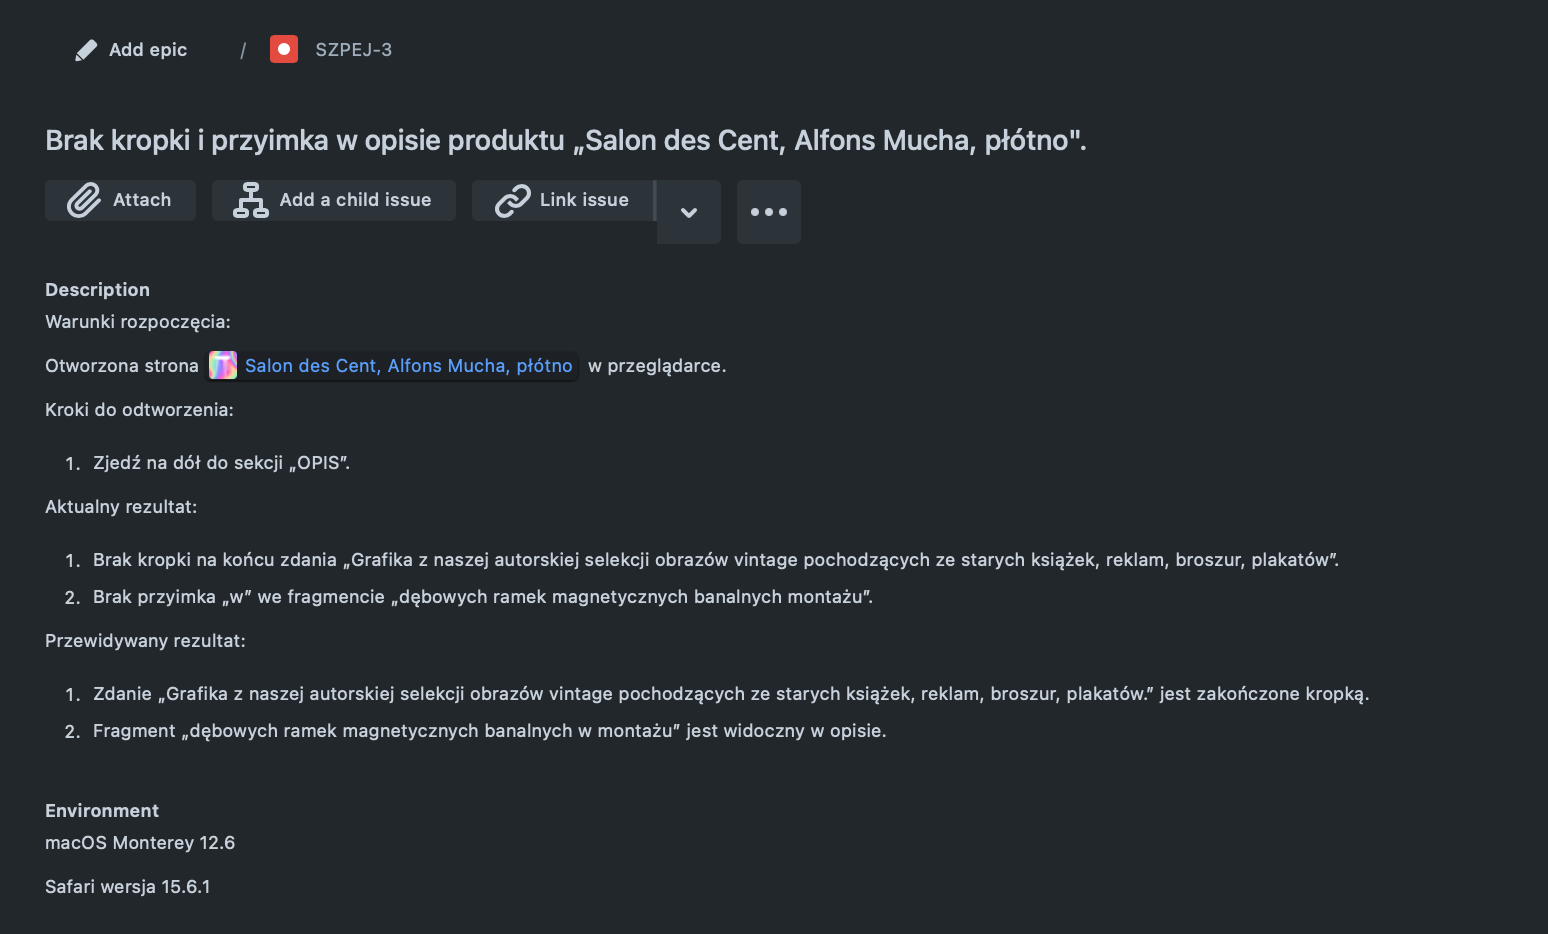 Add epic / SZPEJ-3
Brak kropki i przyimka w opisie produktu „Salon des Cent, Alfons Mucha, płótno".
Attach Add a child issue Link issue
Description
Warunki rozpoczęcia:
Otworzona strona Salon des Cent, Alfons Mucha, płótno w przeglądarce.
Kroki do odtworzenia:
1. Zjedź na dół do sekcji „OPIS”.
Aktualny rezultat:
1. Brak kropki na końcu zdania „Grafika z naszej autorskiej selekcji obrazów vintage pochodzących ze starych książek, reklam, broszur, plakatów”.
2. Brak przyimka „w” we fragmencie „dębowych ramek magnetycznych banalnych montażu”.
Przewidywany rezultat:
1. Zdanie „Grafika z naszej autorskiej selekcji obrazów vintage pochodzących ze starych książek, reklam, broszur, plakatów.” jest zakończone kropką.
2. Fragment „dębowych ramek magnetycznych banalnych w montażu” jest widoczny w opisie.
Environment
macOS Monterey 12.6
Safari wersja 15.6.1